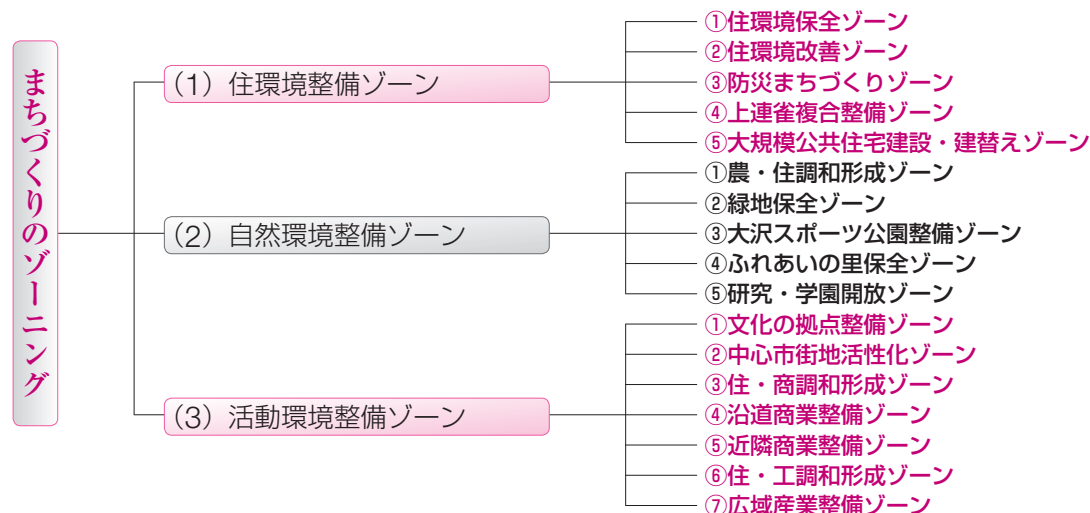 まちづくりのゾーニング
(1) 住環境整備ゾーン
①住環境保全ゾーン
②住環境改善ゾーン
③防災まちづくりゾーン
④上連雀複合整備ゾーン
⑤大規模公共住宅建設・建替えゾーン
(2) 自然環境整備ゾーン
①農・住調和形成ゾーン
②緑地保全ゾーン
③大沢スポーツ公園整備ゾーン
④ふれあいの里保全ゾーン
⑤研究・学園開放ゾーン
(3) 活動環境整備ゾーン
①文化の拠点整備ゾーン
②中心市街地活性化ゾーン
③住・商調和形成ゾーン
④沿道商業整備ゾーン
⑤近隣商業整備ゾーン
⑥住・工調和形成ゾーン
⑦広域産業整備ゾーン